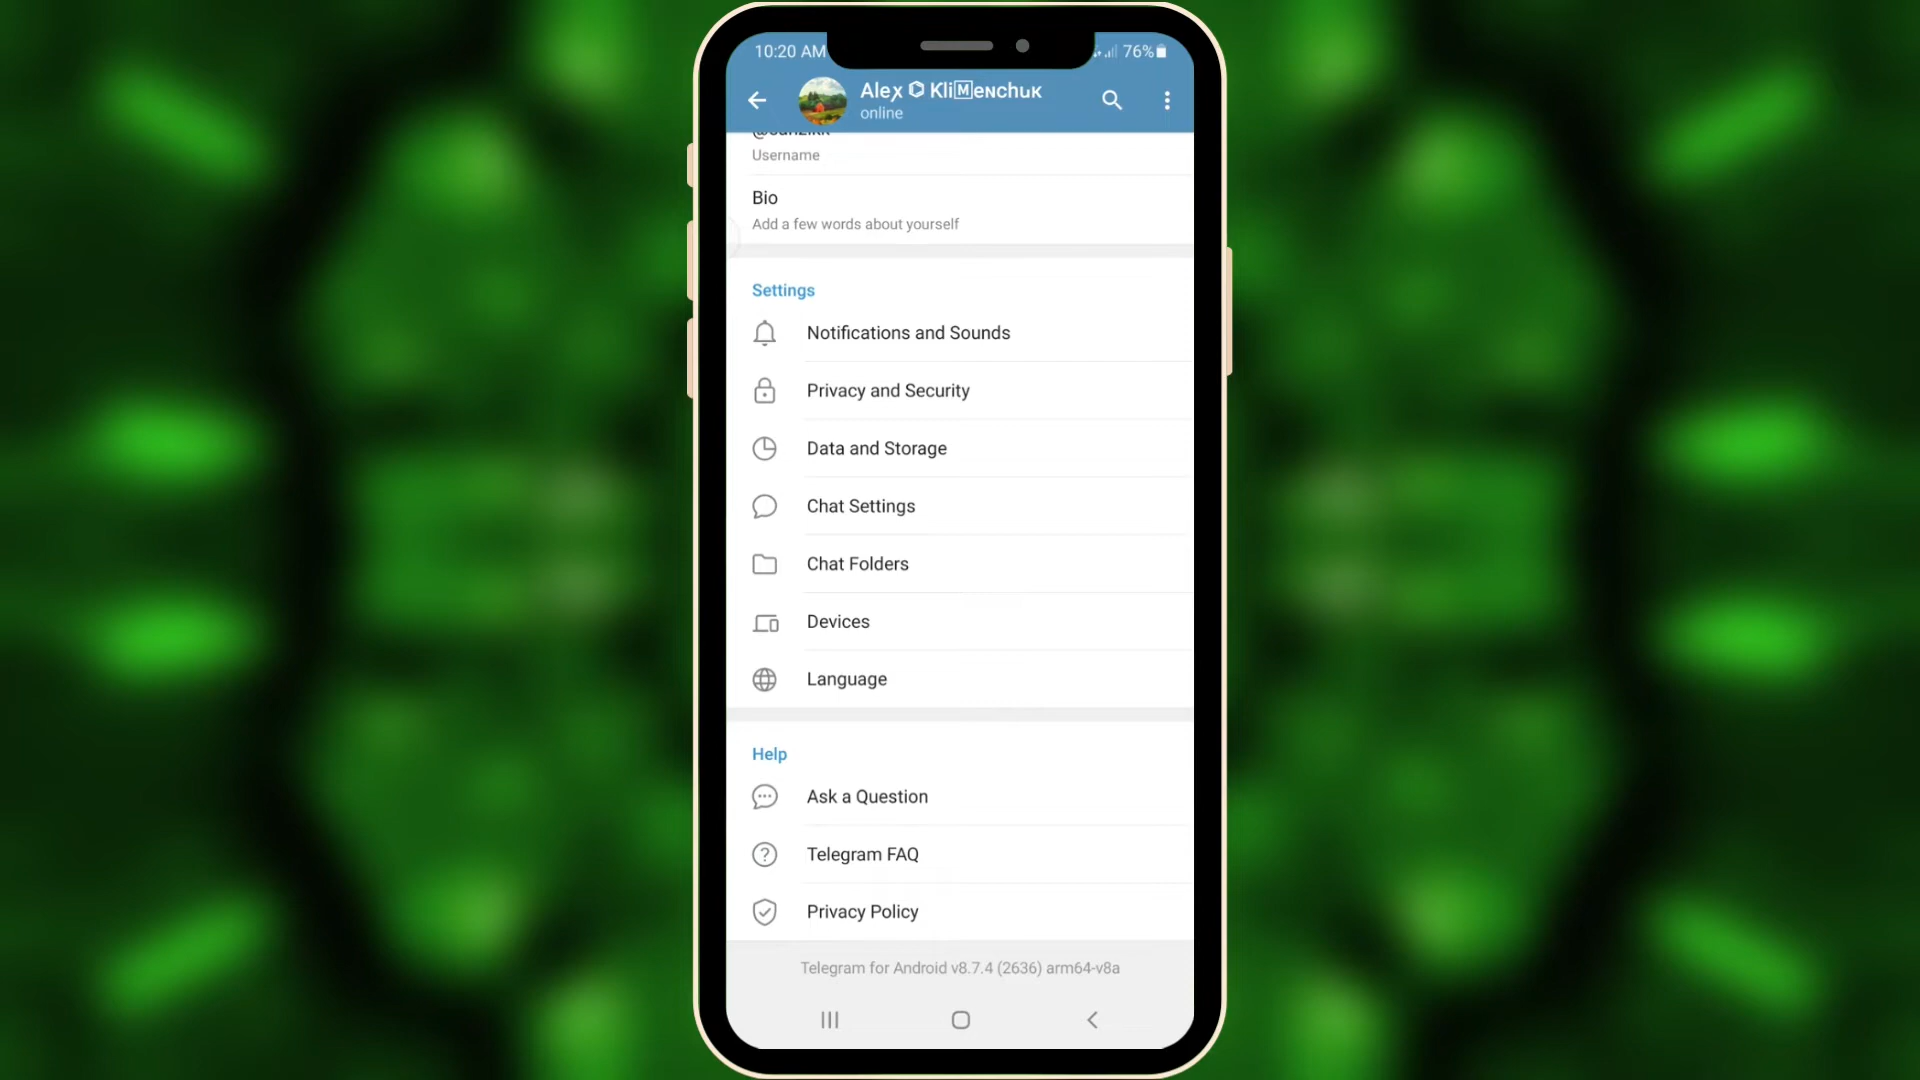 10:20 AM
76%
Alex ⌬ Kli🄼eɴchuᴋ
online
Username
Bio
Add a few words about yourself
Settings
Notifications and Sounds
Privacy and Security
Data and Storage
Chat Settings
Chat Folders
Devices
Language
Help
Ask a Question
Telegram FAQ
Privacy Policy
Telegram for Android v8.7.4 (2636) arm64-v8a